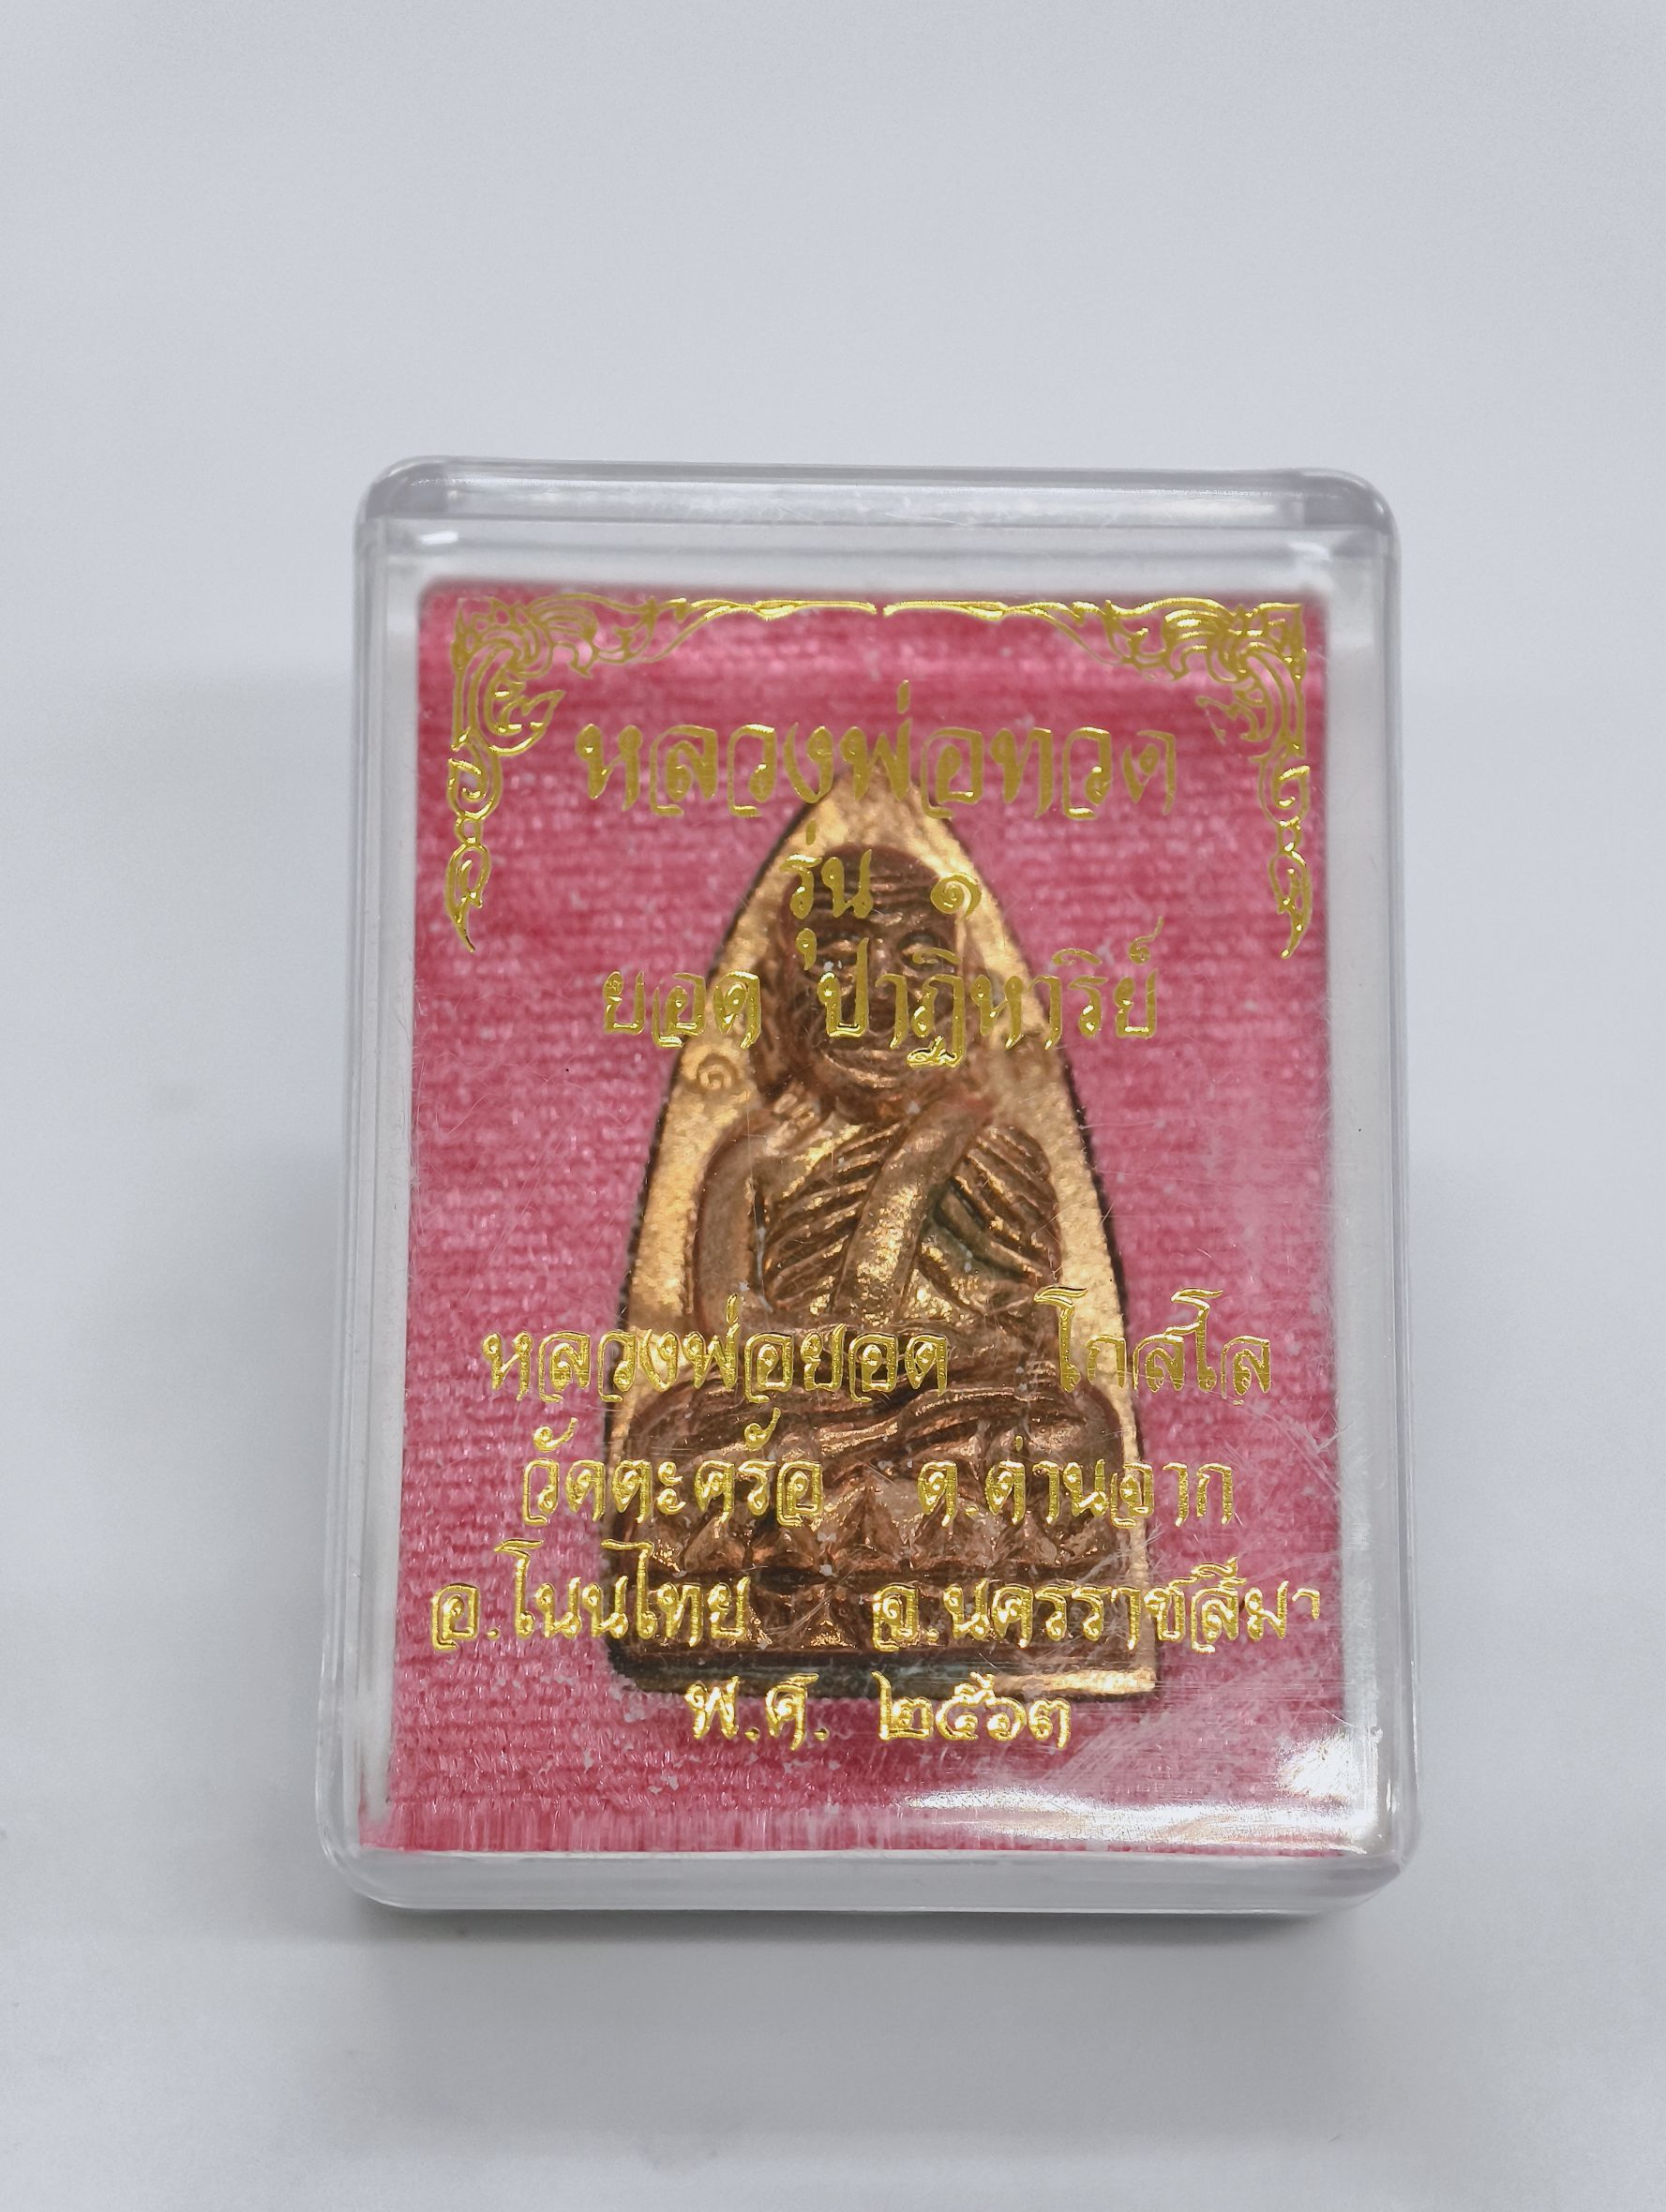 หลวงพ่อทวด
รุ่น ๑
ยอด ปาฏิหาริย์
หลวงพ่อยอด โกสโล
วัดตะคร้อ ต.ด่านจาก
อ.โนนไทย จ.นครราชสีมา
พ.ศ. ๒๕๖๓